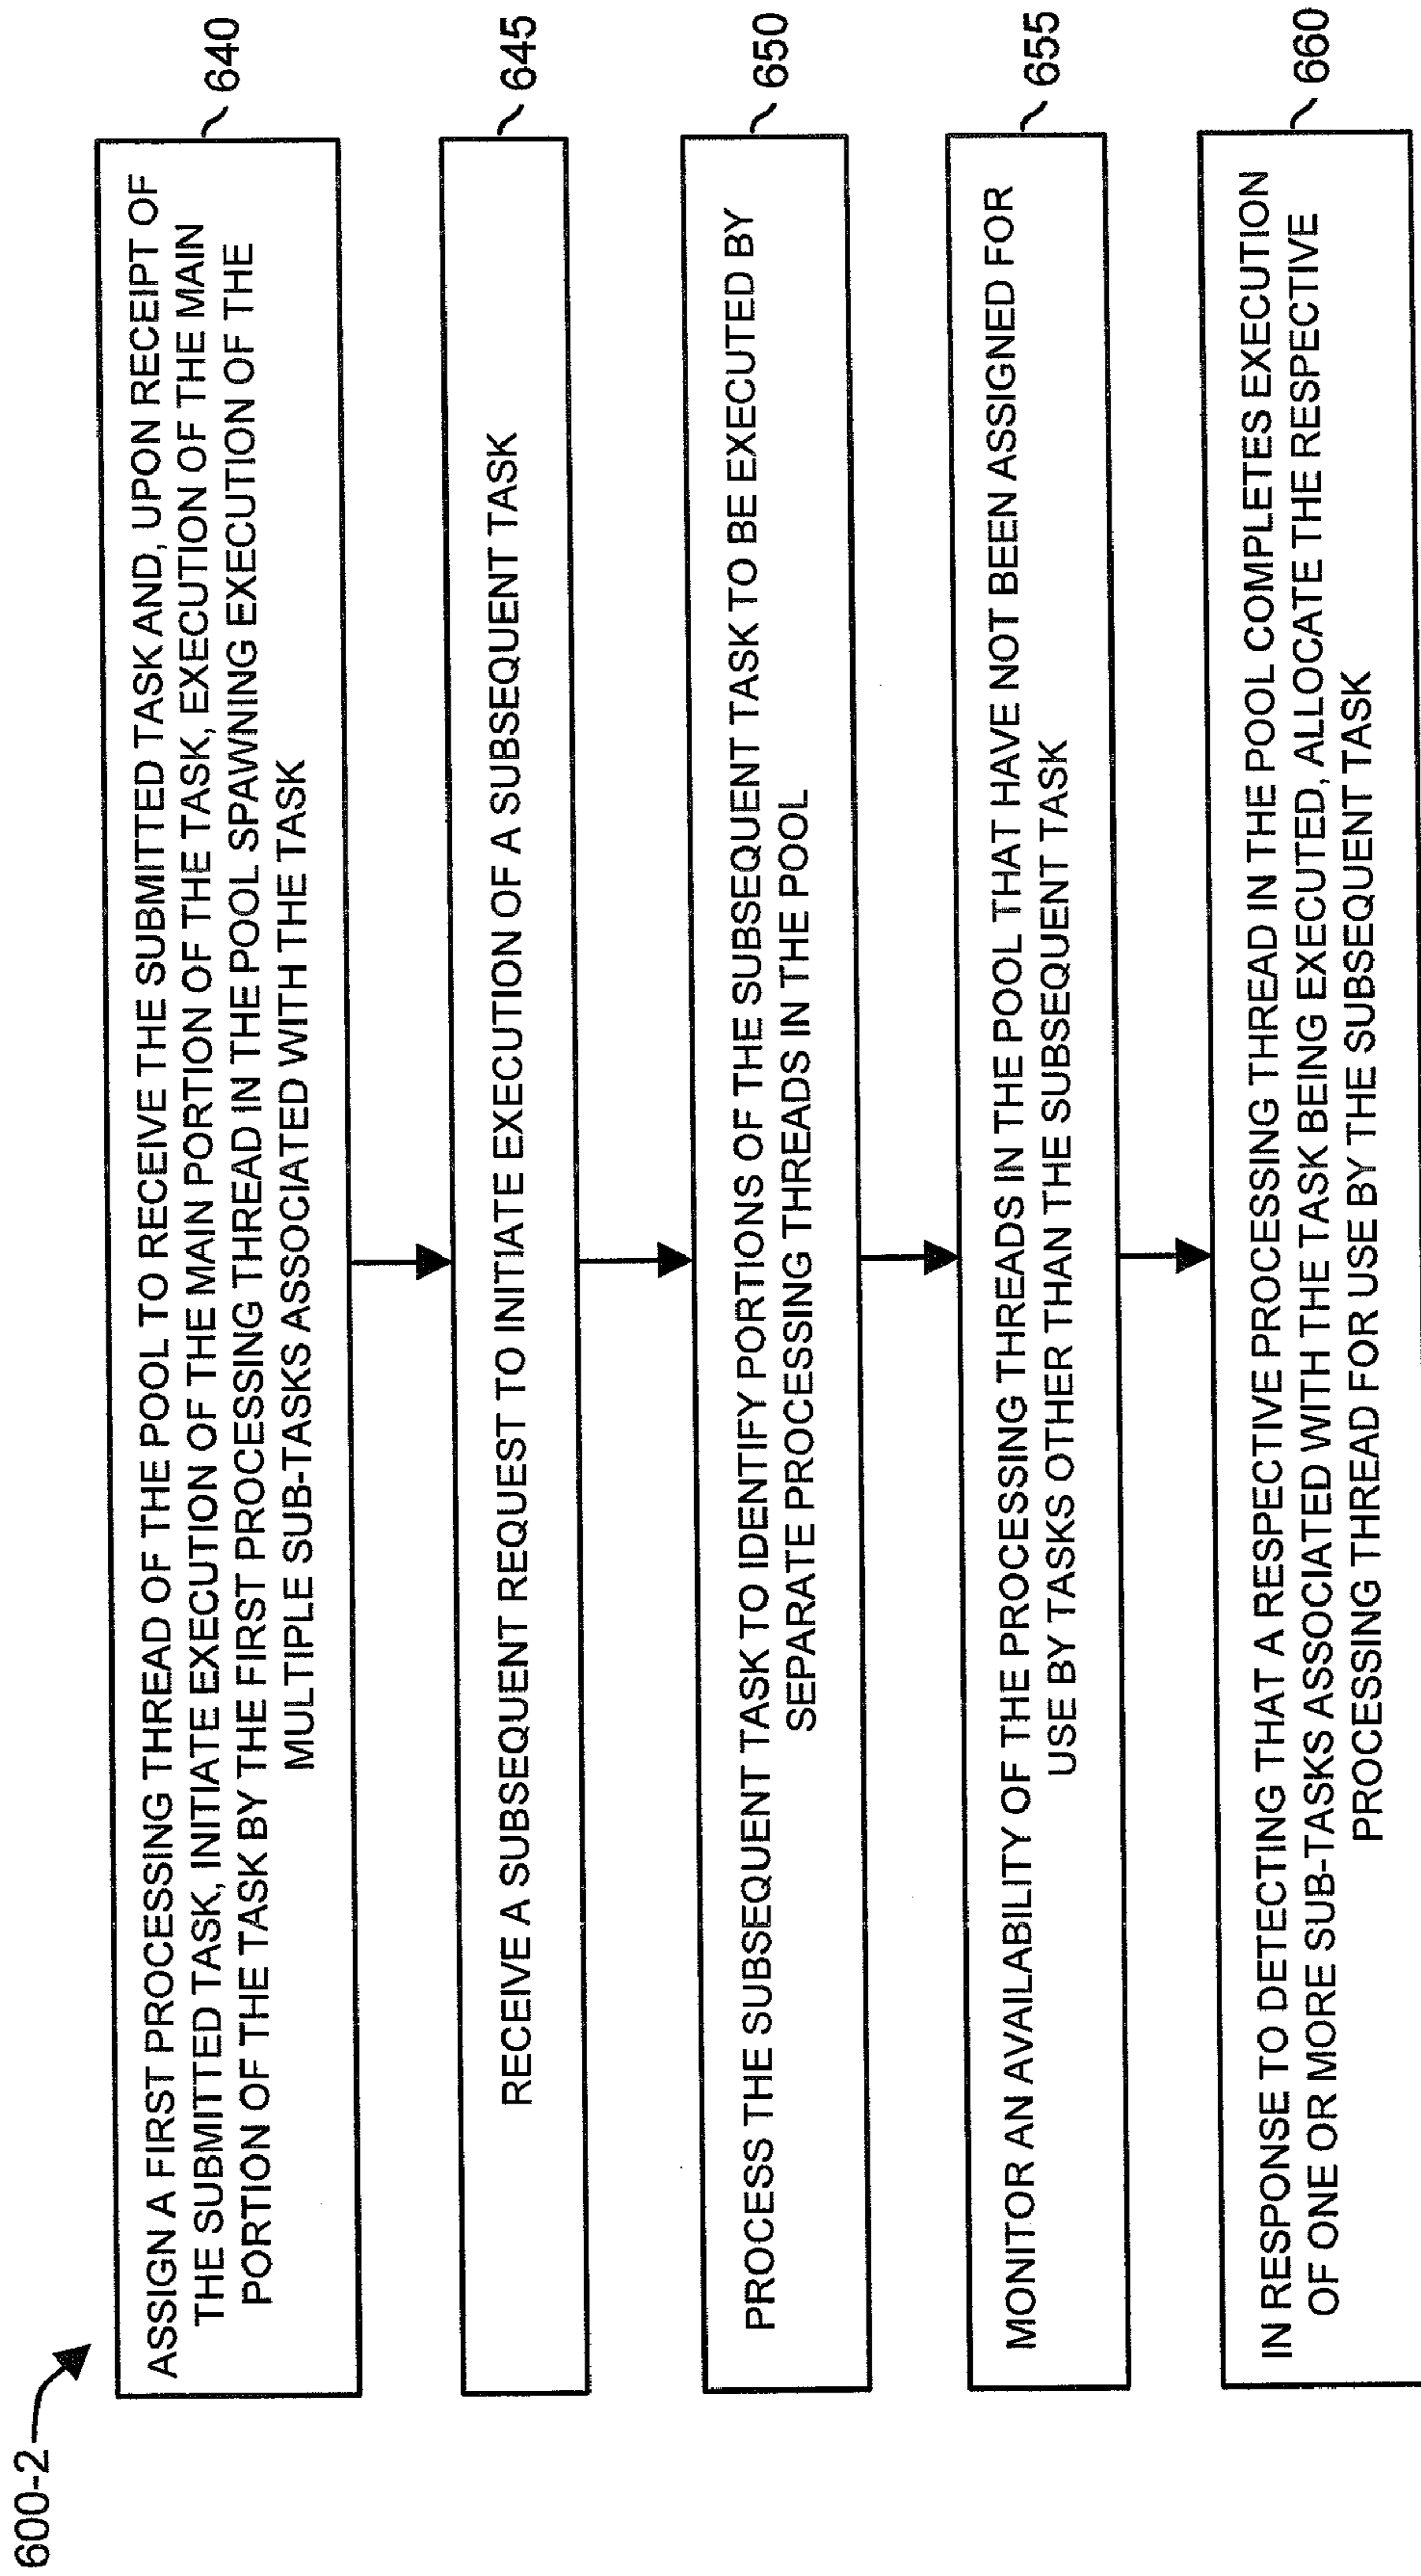 600-2
ASSIGN A FIRST PROCESSING THREAD OF THE POOL TO RECEIVE THE SUBMITTED TASK AND, UPON RECEIPT OF
THE SUBMITTED TASK, INITIATE EXECUTION OF THE MAIN PORTION OF THE TASK, EXECUTION OF THE MAIN
PORTION OF THE TASK BY THE FIRST PROCESSING THREAD IN THE POOL SPAWNING EXECUTION OF THE
MULTIPLE SUB-TASKS ASSOCIATED WITH THE TASK
640
RECEIVE A SUBSEQUENT REQUEST TO INITIATE EXECUTION OF A SUBSEQUENT TASK
645
PROCESS THE SUBSEQUENT TASK TO IDENTIFY PORTIONS OF THE SUBSEQUENT TASK TO BE EXECUTED BY
SEPARATE PROCESSING THREADS IN THE POOL
650
MONITOR AN AVAILABILITY OF THE PROCESSING THREADS IN THE POOL THAT HAVE NOT BEEN ASSIGNED FOR
USE BY TASKS OTHER THAN THE SUBSEQUENT TASK
655
IN RESPONSE TO DETECTING THAT A RESPECTIVE PROCESSING THREAD IN THE POOL COMPLETES EXECUTION
OF ONE OR MORE SUB-TASKS ASSOCIATED WITH THE TASK BEING EXECUTED, ALLOCATE THE RESPECTIVE
PROCESSING THREAD FOR USE BY THE SUBSEQUENT TASK
660